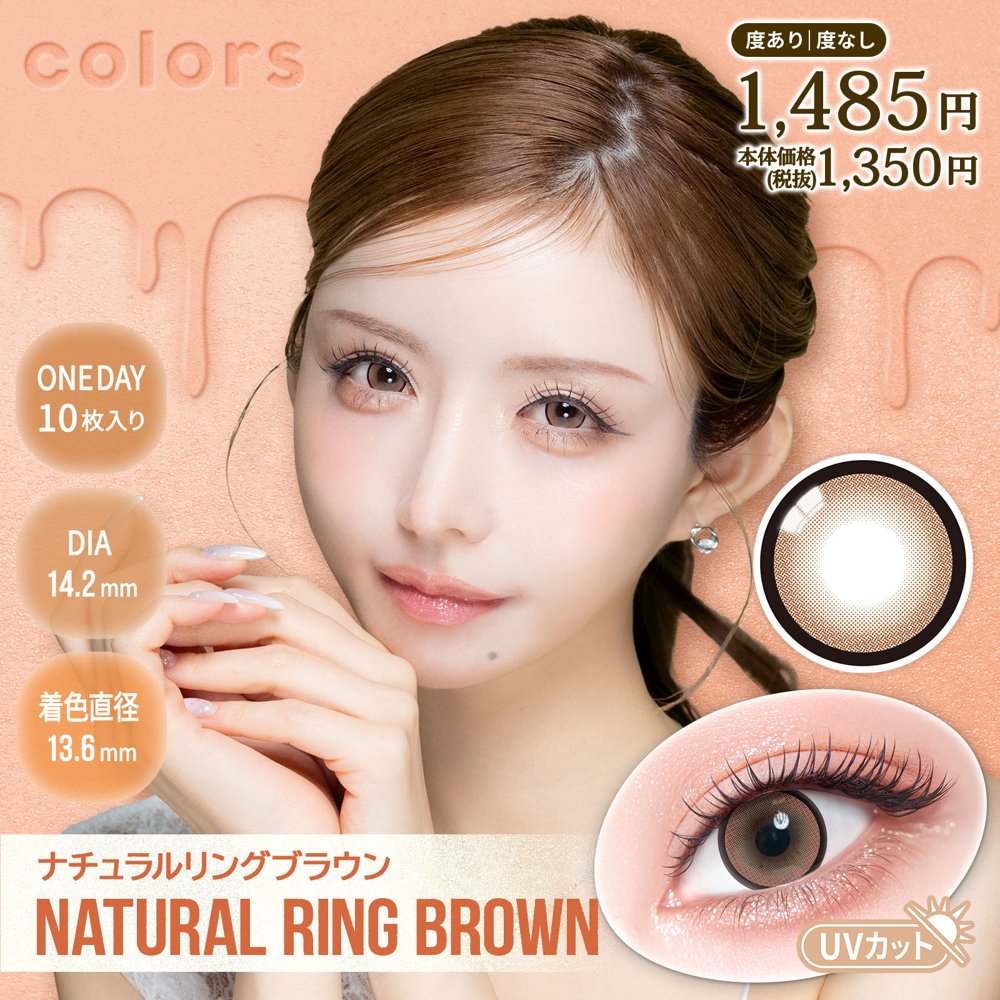 colors
度あり|度なし
1,485円
本体価格
(税抜)1,350円
ONE DAY
10枚入り
DIA
14.2mm
着色直径
13.6mm
ナチュラルリングブラウン
NATURAL RING BROWN
UVカット